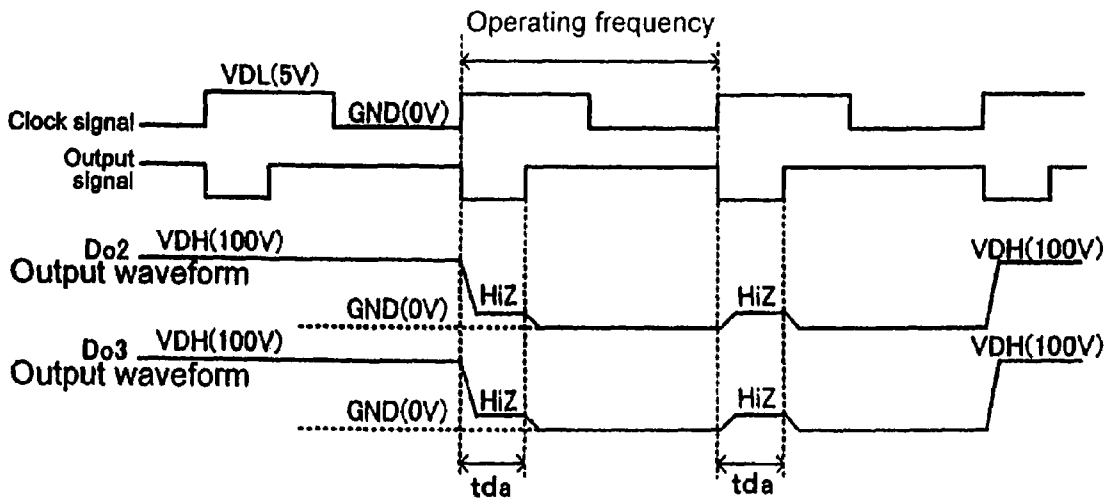 Operating frequency
VDL(5V)
GND(0V)
Clock signal
Output
signal
Do2
VDH(100V)
VDH(100V)
Output waveform
HiZ
HiZ
GND(0V)
Do3
VDH(100V)
VDH(100V)
Output waveform
HiZ
HiZ
GND(0V)
tda
tda